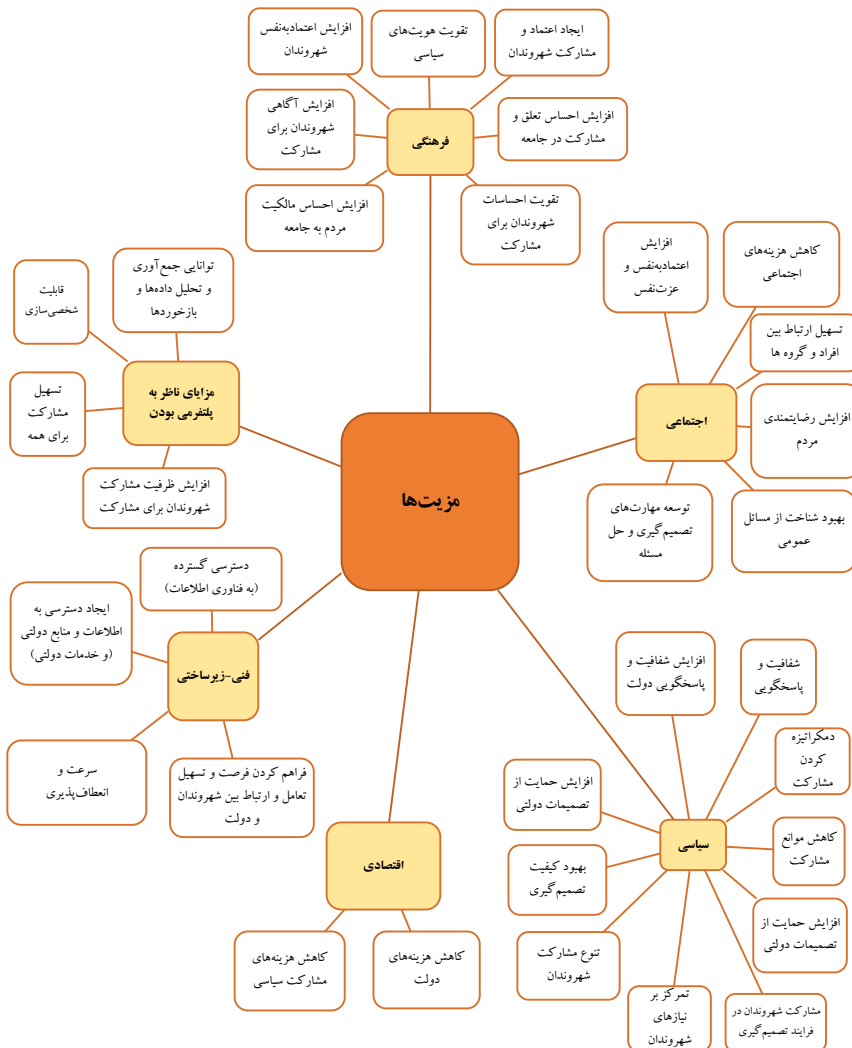 افزایش اعتمادبه‌نفس
شهروندان
تقویت هویت‌های
سیاسی
ایجاد اعتماد و
مشارکت شهروندان
افزایش آگاهی
شهروندان برای
مشارکت
فرهنگی
افزایش احساس تعلق و
مشارکت در جامعه
افزایش احساس مالکیت
مردم به جامعه
تقویت احساسات
شهروندان برای
مشارکت
افزایش
اعتمادبه‌نفس و
عزت‌نفس
کاهش هزینه‌های
اجتماعی
تسهیل ارتباط بین
افراد و گروه ها
اجتماعی
افزایش رضایتمندی
مردم
توسعه مهارت‌های
تصمیم‌گیری و حل
مسئله
بهبود شناخت از مسائل
عمومی
توانایی جمع‌آوری
و تحلیل داده‌ها و
بازخوردها
قابلیت
شخصی‌سازی
مزایای ناظر به
پلتفرمی بودن
تسهیل
مشارکت
برای همه
افزایش ظرفیت مشارکت
شهروندان برای مشارکت
مزیت‌ها
دسترسی گسترده
(به فناوری اطلاعات)
ایجاد دسترسی به
اطلاعات و منابع دولتی
(و خدمات دولتی)
فنی-زیرساختی
سرعت و
انعطاف‌پذیری
فراهم کردن فرصت و تسهیل
تعامل و ارتباط بین شهروندان
و دولت
اقتصادی
کاهش هزینه‌های
مشارکت سیاسی
کاهش هزینه‌های
دولت
افزایش شفافیت و
پاسخگویی دولت
شفافیت و
پاسخگویی
دمکراتیزه
کردن
مشارکت
افزایش حمایت از
تصمیمات دولتی
سیاسی
کاهش موانع
مشارکت
بهبود کیفیت
تصمیم‌گیری
افزایش حمایت از
تصمیمات دولتی
تنوع مشارکت
شهروندان
تمرکز بر
نیازهای
شهروندان
مشارکت شهروندان در
فرایند تصمیم‌گیری